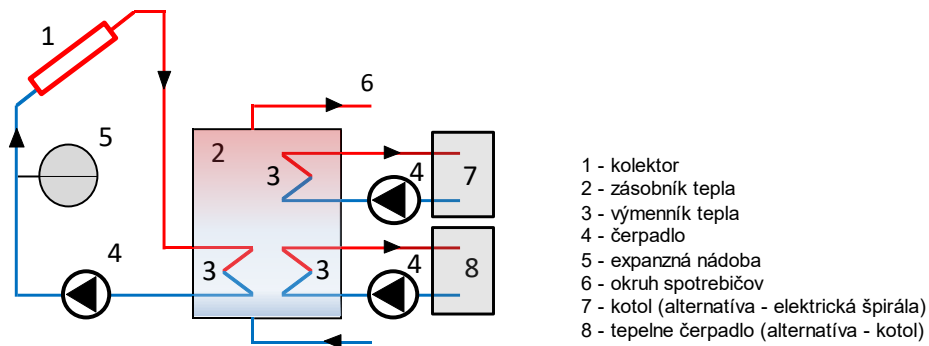 1
6
5
2
3
4
7
4
3
3
4
8
1 - kolektor
2 - zásobník tepla
3 - výmenník tepla
4 - čerpadlo
5 - expanzná nádoba
6 - okruh spotrebičov
7 - kotol (alternatíva - elektrická špirála)
8 - tepelne čerpadlo (alternatíva - kotol)